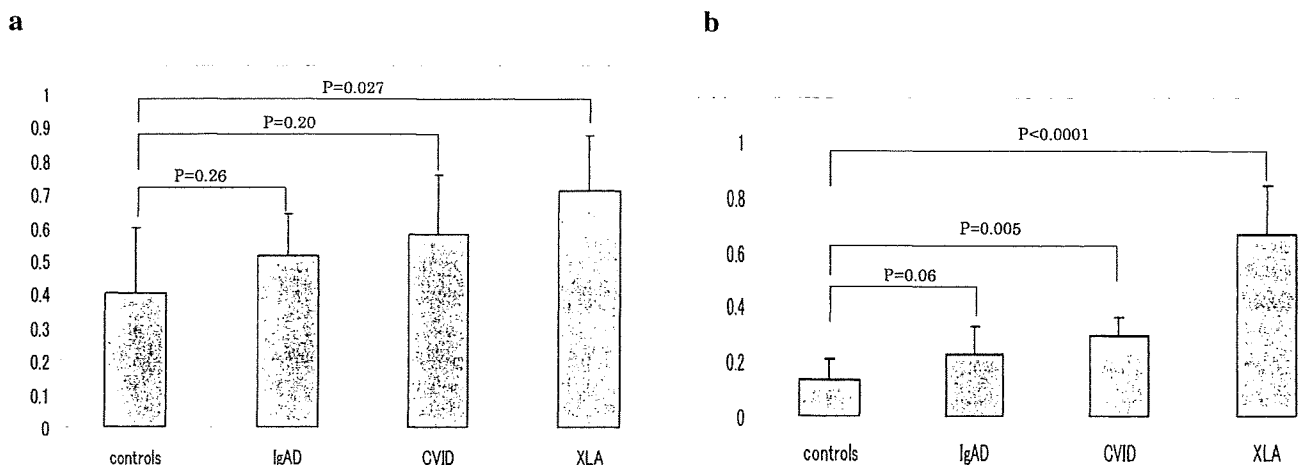 a
P=0.027
P=0.20
P=0.26
1
0.9
0.8
0.7
0.6
0.5
0.4
0.3
0.2
0.1
0
controls IgAD CVID XLA
b
P<0.0001
P=0.005
P=0.06
1
0.8
0.6
0.4
0.2
0
controls IgAD CVID XLA